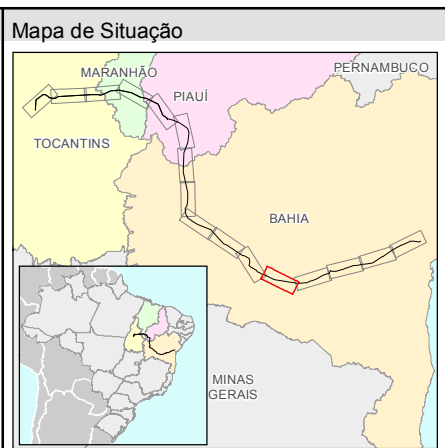 Mapa de Situação
PERNAMBUCO
MARANHÃO
PIAUÍ
TOCANTINS
BAHIA
MINAS
GERAIS